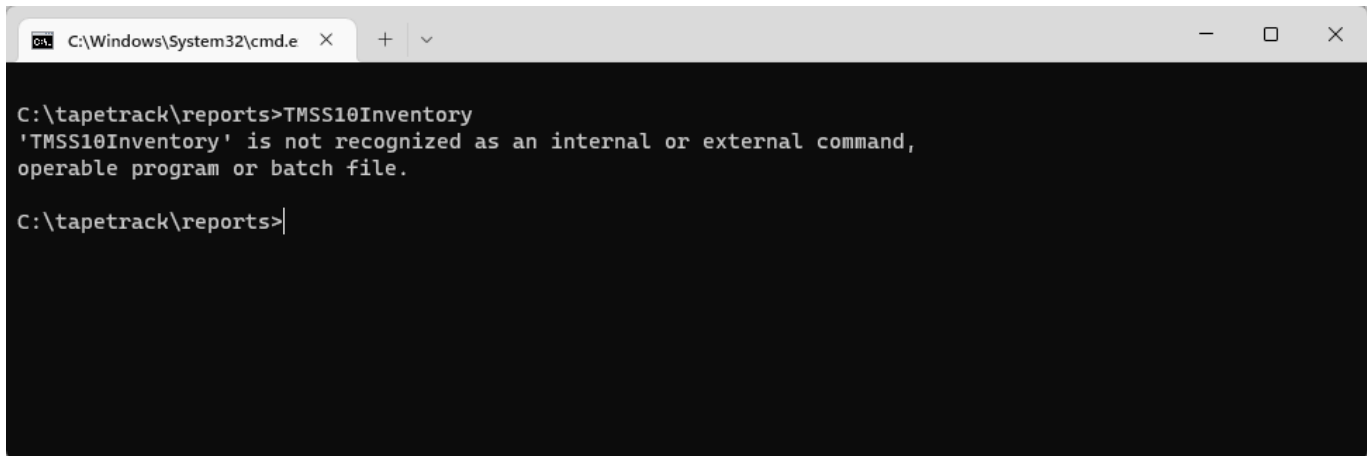 C:\Windows\System32\cmd.e
C:\tapetrack\reports>TMSS10Inventory
'TMSS10Inventory' is not recognized as an internal or external command,
operable program or batch file.
C:\tapetrack\reports>